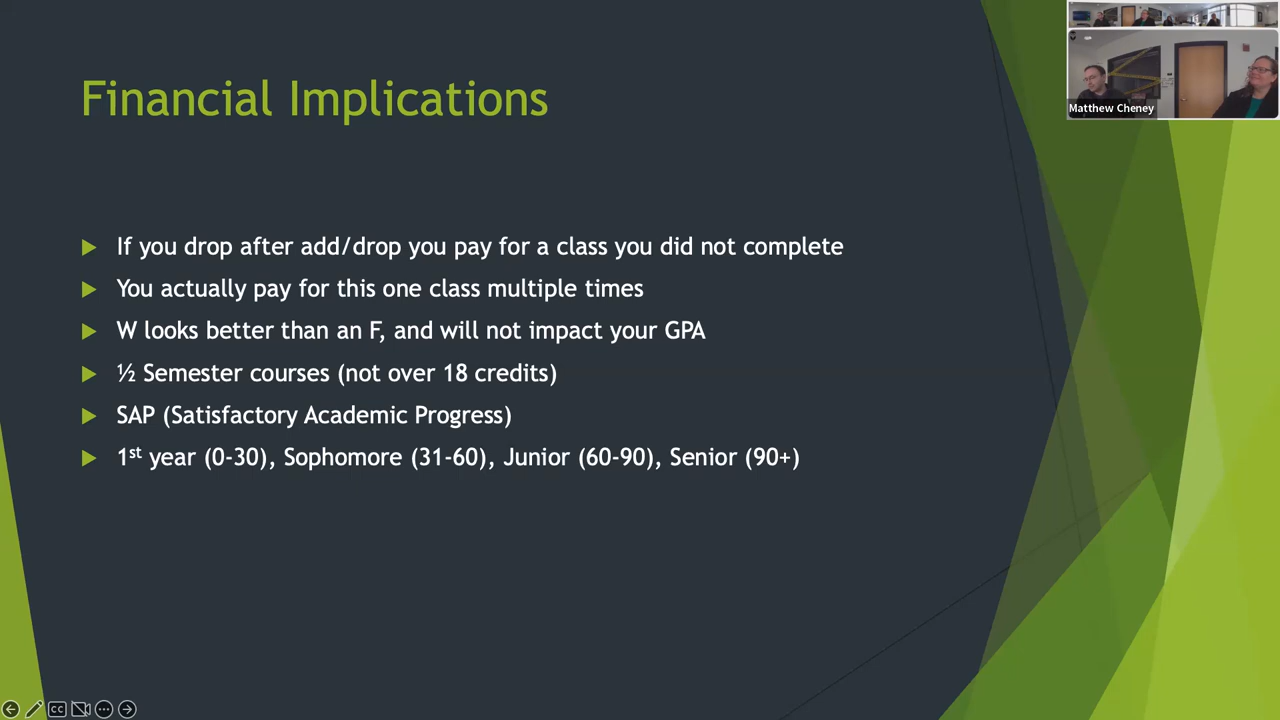 Financial Implications
If you drop after add/drop you pay for a class you did not complete
You actually pay for this one class multiple times
W looks better than an F, and will not impact your GPA
½ Semester courses (not over 18 credits)
SAP (Satisfactory Academic Progress)
1st year (0-30), Sophomore (31-60), Junior (60-90), Senior (90+)
Matthew Cheney
CC